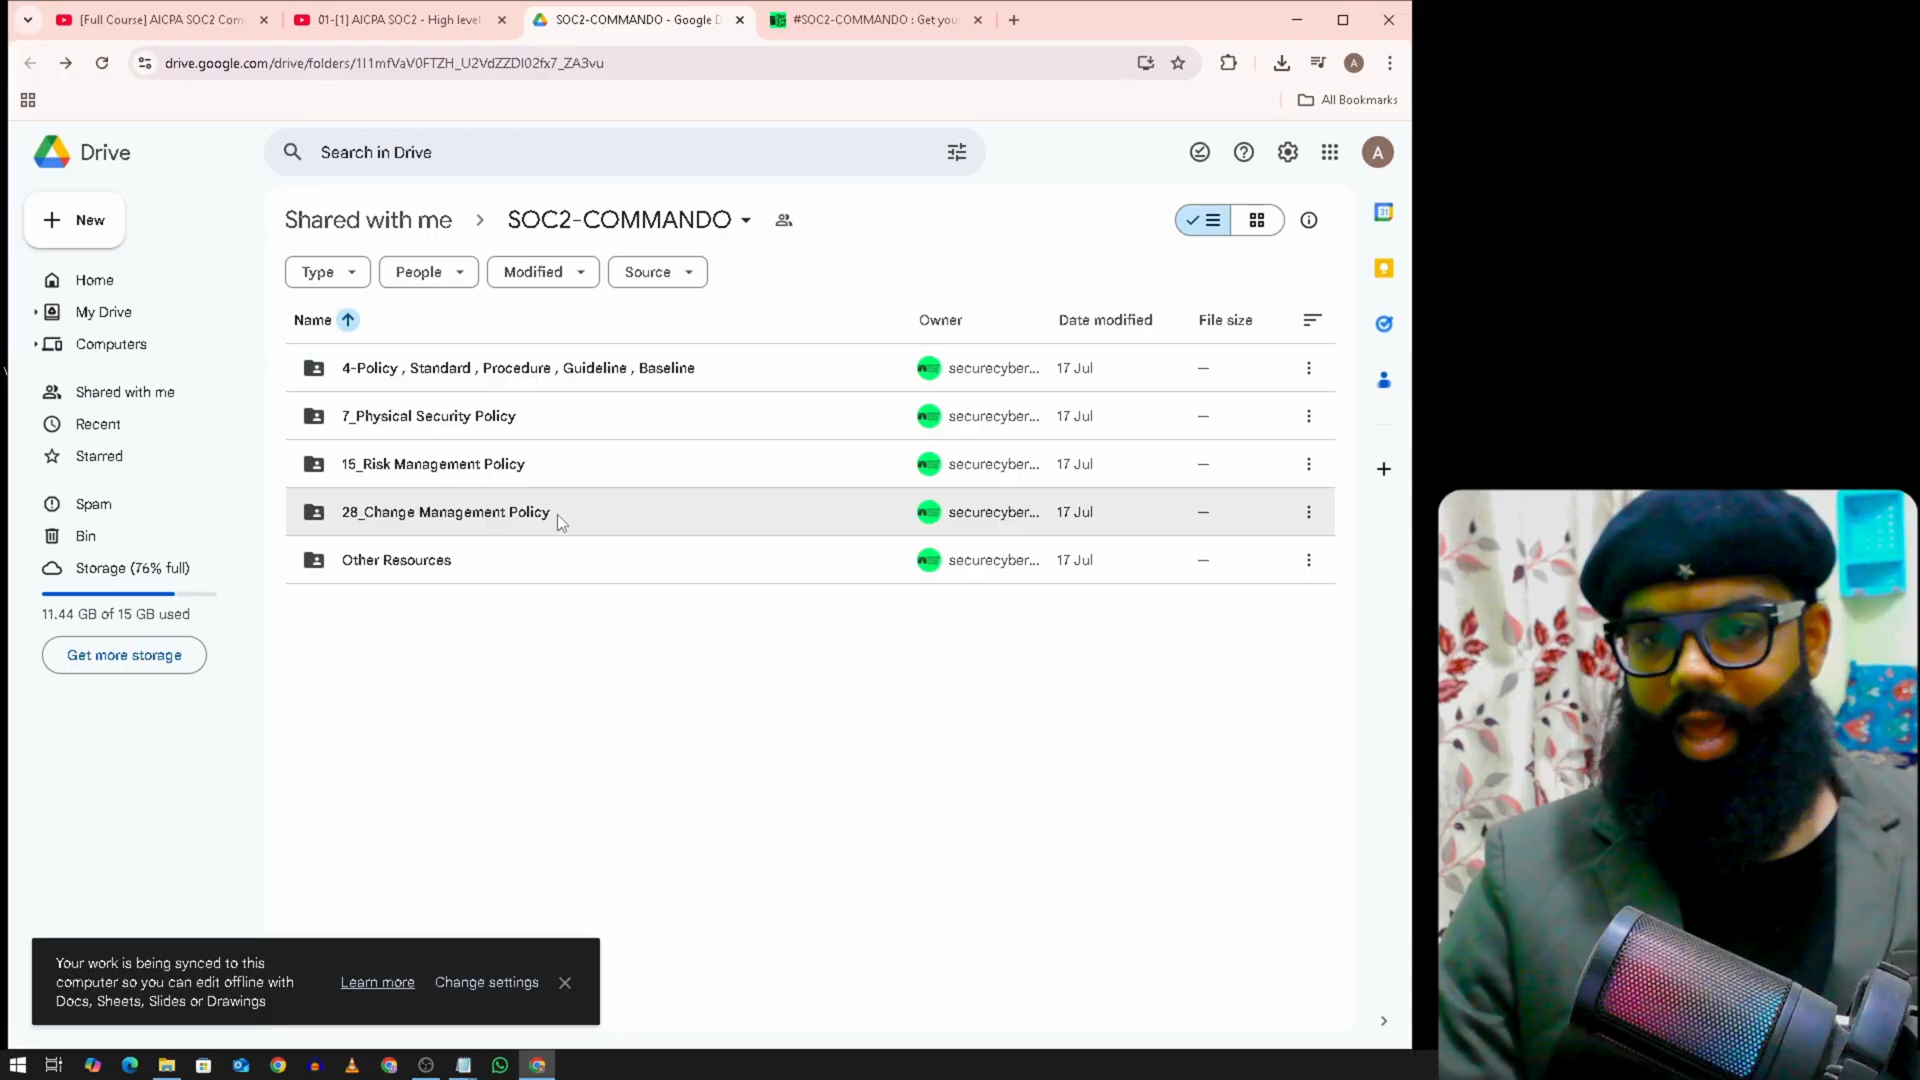 [Full Course] AICPA SOC2 Com
01-[1] AICPA SOC2 - High level
SOC2-COMMANDO - Google D
#SOC2-COMMANDO : Get you
drive.google.com/drive/folders/1I1mfVaV0FTZH_U2VdZZDI02fx7_ZA3vu
A
All Bookmarks
Drive
Search in Drive
A
New
Shared with me > SOC2-COMMANDO
31
Type
People
Modified
Source
Home
My Drive
Computers
Shared with me
Recent
Starred
Spam
Bin
Storage (76% full)
11.44 GB of 15 GB used
Get more storage
Name
Owner
Date modified
File size
4-Policy , Standard , Procedure , Guideline , Baseline
securecyber...
17 Jul
—
7_Physical Security Policy
securecyber...
17 Jul
—
15_Risk Management Policy
securecyber...
17 Jul
—
28_Change Management Policy
securecyber...
17 Jul
—
Other Resources
securecyber...
17 Jul
—
Your work is being synced to this
computer so you can edit offline with
Docs, Sheets, Slides or Drawings
Learn more
Change settings